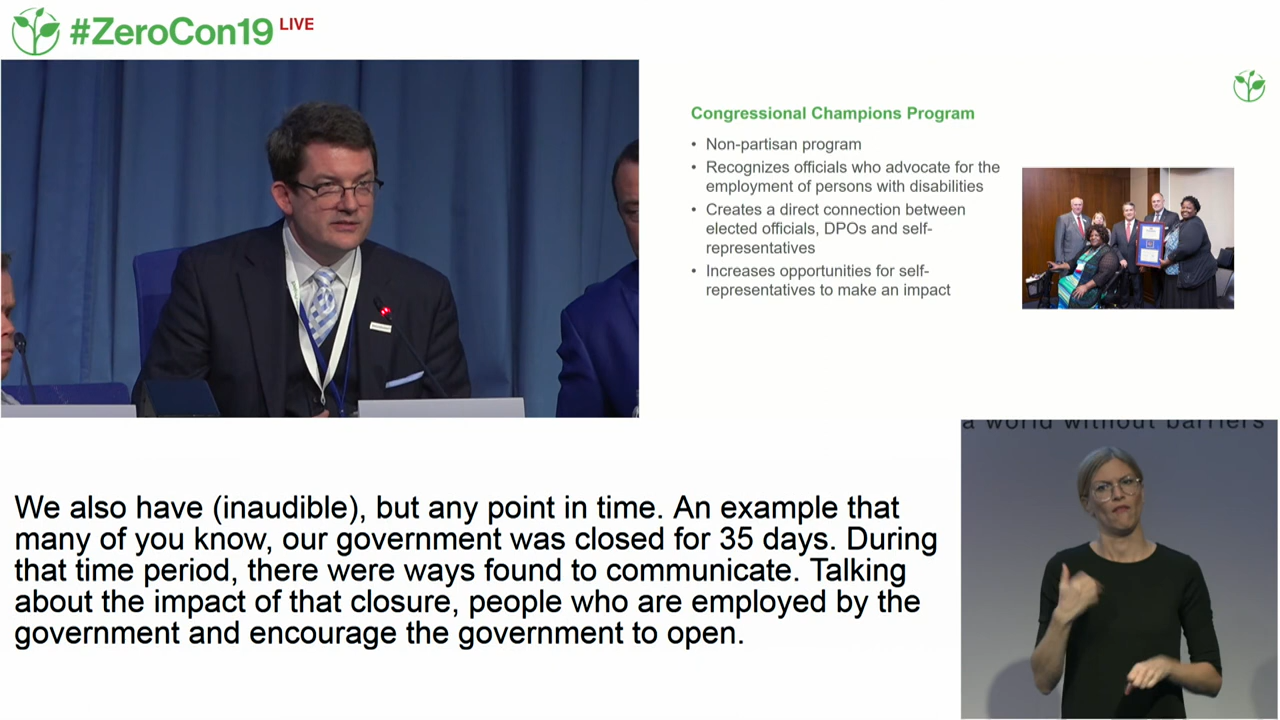 #ZeroCon19 LIVE
Congressional Champions Program
• Non-partisan program
• Recognizes officials who advocate for the
employment of persons with disabilities
• Creates a direct connection between
elected officials, DPOs and self-
representatives
• Increases opportunities for self-
representatives to make an impact
a world without barriers
We also have (inaudible), but any point in time. An example that
many of you know, our government was closed for 35 days. During
that time period, there were ways found to communicate. Talking
about the impact of that closure, people who are employed by the
government and encourage the government to open.